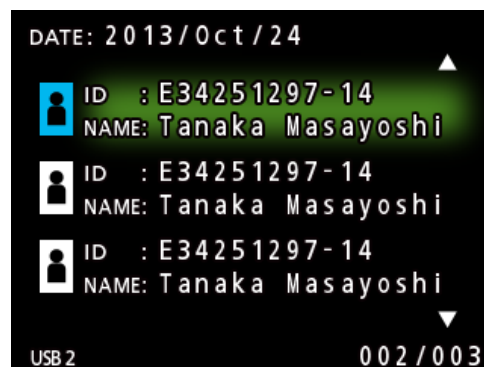 DATE: 2013/Oct/24
ID : E34251297-14
NAME: Tanaka Masayoshi
ID : E34251297-14
NAME: Tanaka Masayoshi
ID : E34251297-14
NAME: Tanaka Masayoshi
USB 2 002/003